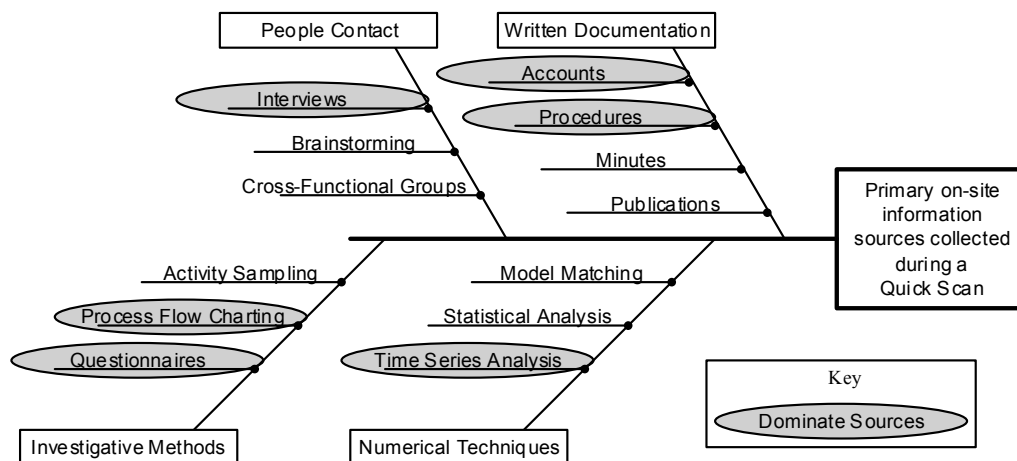 People Contact
Written Documentation
Accounts
Interviews
Procedures
Brainstorming
Minutes
Cross-Functional Groups
Publications
Primary on-site
information
sources collected
during a
Quick Scan
Activity Sampling
Model Matching
Process Flow Charting
Statistical Analysis
Questionnaires
Time Series Analysis
Key
Dominate Sources
Investigative Methods
Numerical Techniques